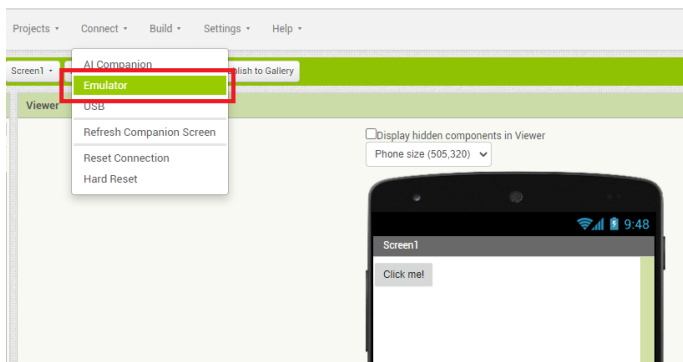 Projects Connect Build Settings Help
AI Companion
Screen1 blish to Gallery
Emulator
Viewer
USB
Refresh Companion Screen
Display hidden components in Viewer
Reset Connection
Phone size (505,320)
Hard Reset
9:48
Screen1
Click me!